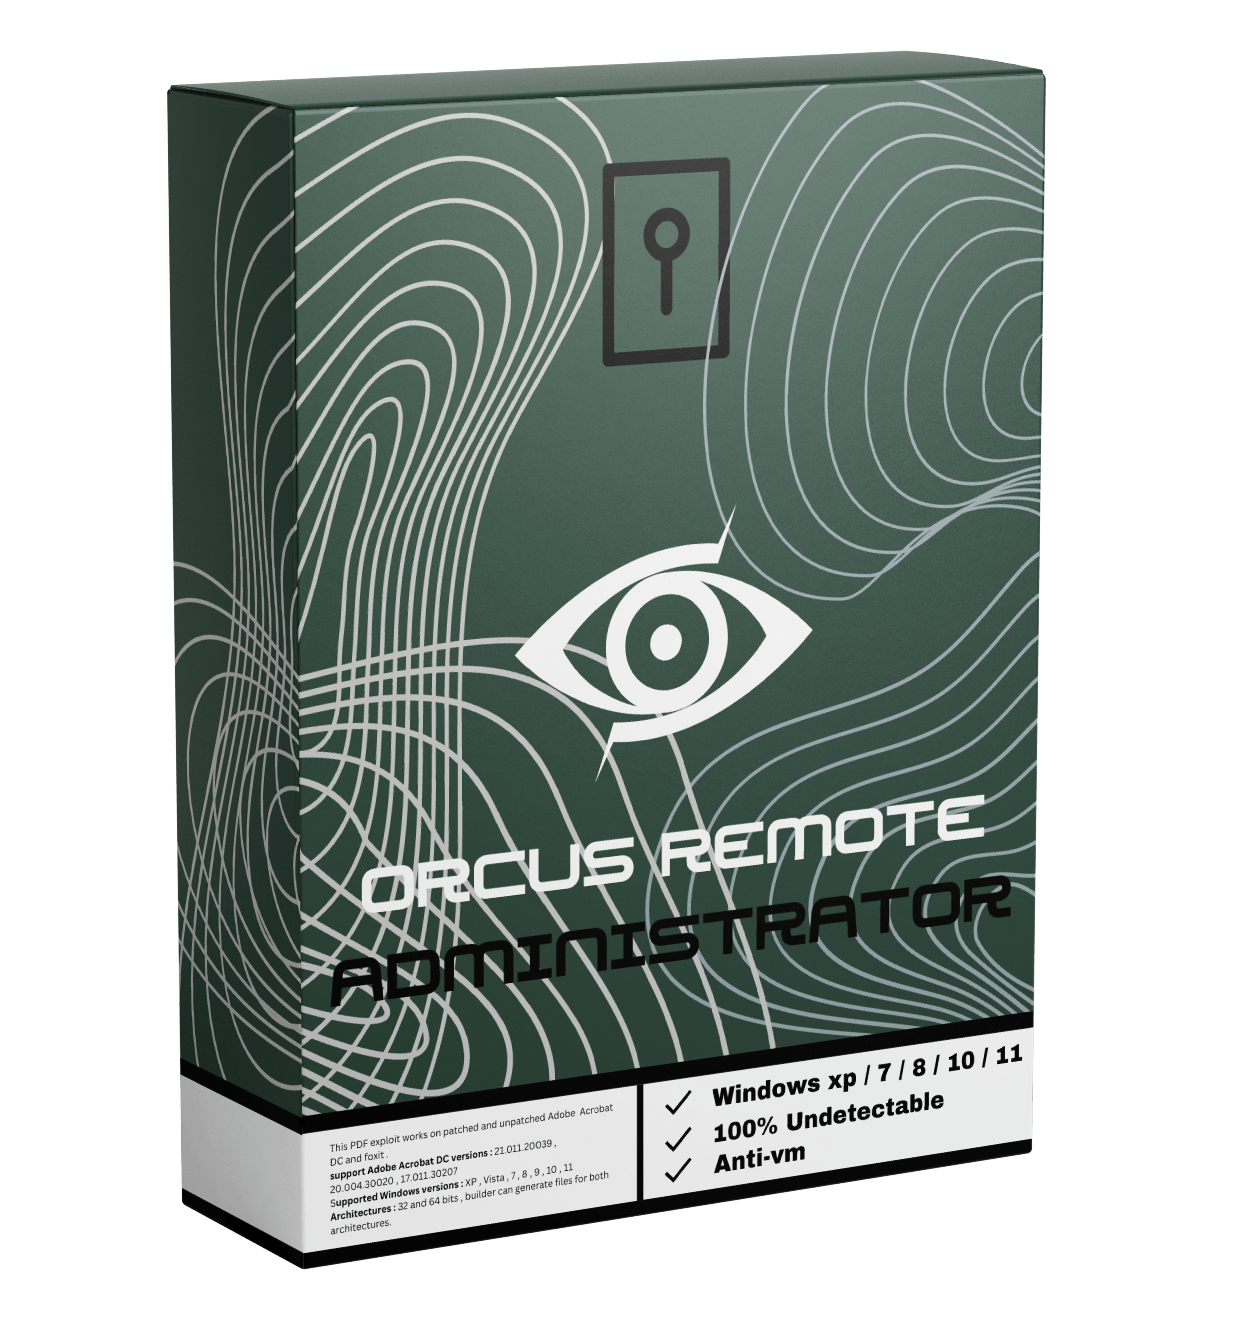 ORCUS REMOTE
ADMINISTRATOR
This PDF exploit works on patched and unpatched Adobe Acrobat
DC and foxit .
support Adobe Acrobat DC versions : 21.011.20039 ,
20.004.30020 , 17.011.30207
Supported Windows versions : XP , Vista , 7 , 8 , 9 , 10 , 11
Architectures : 32 and 64 bits , builder can generate files for both
architectures.
Windows xp / 7 / 8 / 10 / 11
100% Undetectable
Anti-vm